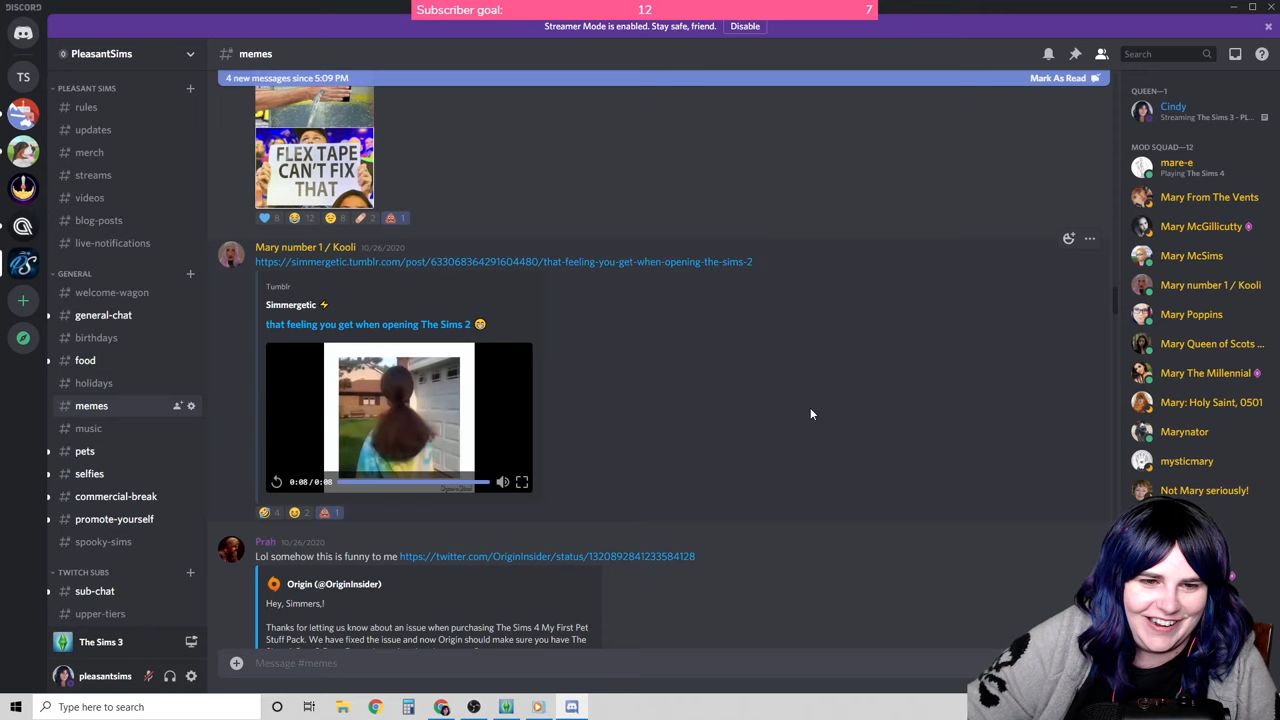 DISCORD
Subscriber goal: 12 7
Streamer Mode is enabled. Stay safe, friend. Disable
PleasantSims
memes
Search
4 new messages since 5:09 PM
Mark As Read
TS
PLEASANT SIMS
rules
updates
merch
streams
videos
blog-posts
live-notifications
GENERAL
welcome-wagon
general-chat
birthdays
food
holidays
memes
music
pets
selfies
commercial-break
promote-yourself
spooky-sims
TWITCH SUBS
sub-chat
upper-tiers
The Sims 3
pleasantsims
FLEX TAPE
CAN'T FIX
THAT
8 12 8 2 1
Mary number 1 / Kooli 10/26/2020
https://simmergetic.tumblr.com/post/633068364291604480/that-feeling-you-get-when-opening-the-sims-2
Tumblr
Simmergetic
that feeling you get when opening The Sims 2
0:08/0:08
4 2 1
Prah 10/26/2020
Lol somehow this is funny to me https://twitter.com/OriginInsider/status/1320892841233584128
Origin (@OriginInsider)
Hey, Simmers,!
Thanks for letting us know about an issue when purchasing The Sims 4 My First Pet
Stuff Pack. We have fixed the issue and now Origin should make sure you have The
Message #memes
QUEEN—1
Cindy
Streaming The Sims 3 - PL...
MOD SQUAD—12
mare-e
Playing The Sims 4
Mary From The Vents
Mary McGillicutty
Mary McSims
Mary number 1 / Kooli
Mary Poppins
Mary Queen of Scots ...
Mary The Millennial
Mary: Holy Saint, 0501
Marynator
mysticmary
Not Mary seriously!
Type here to search